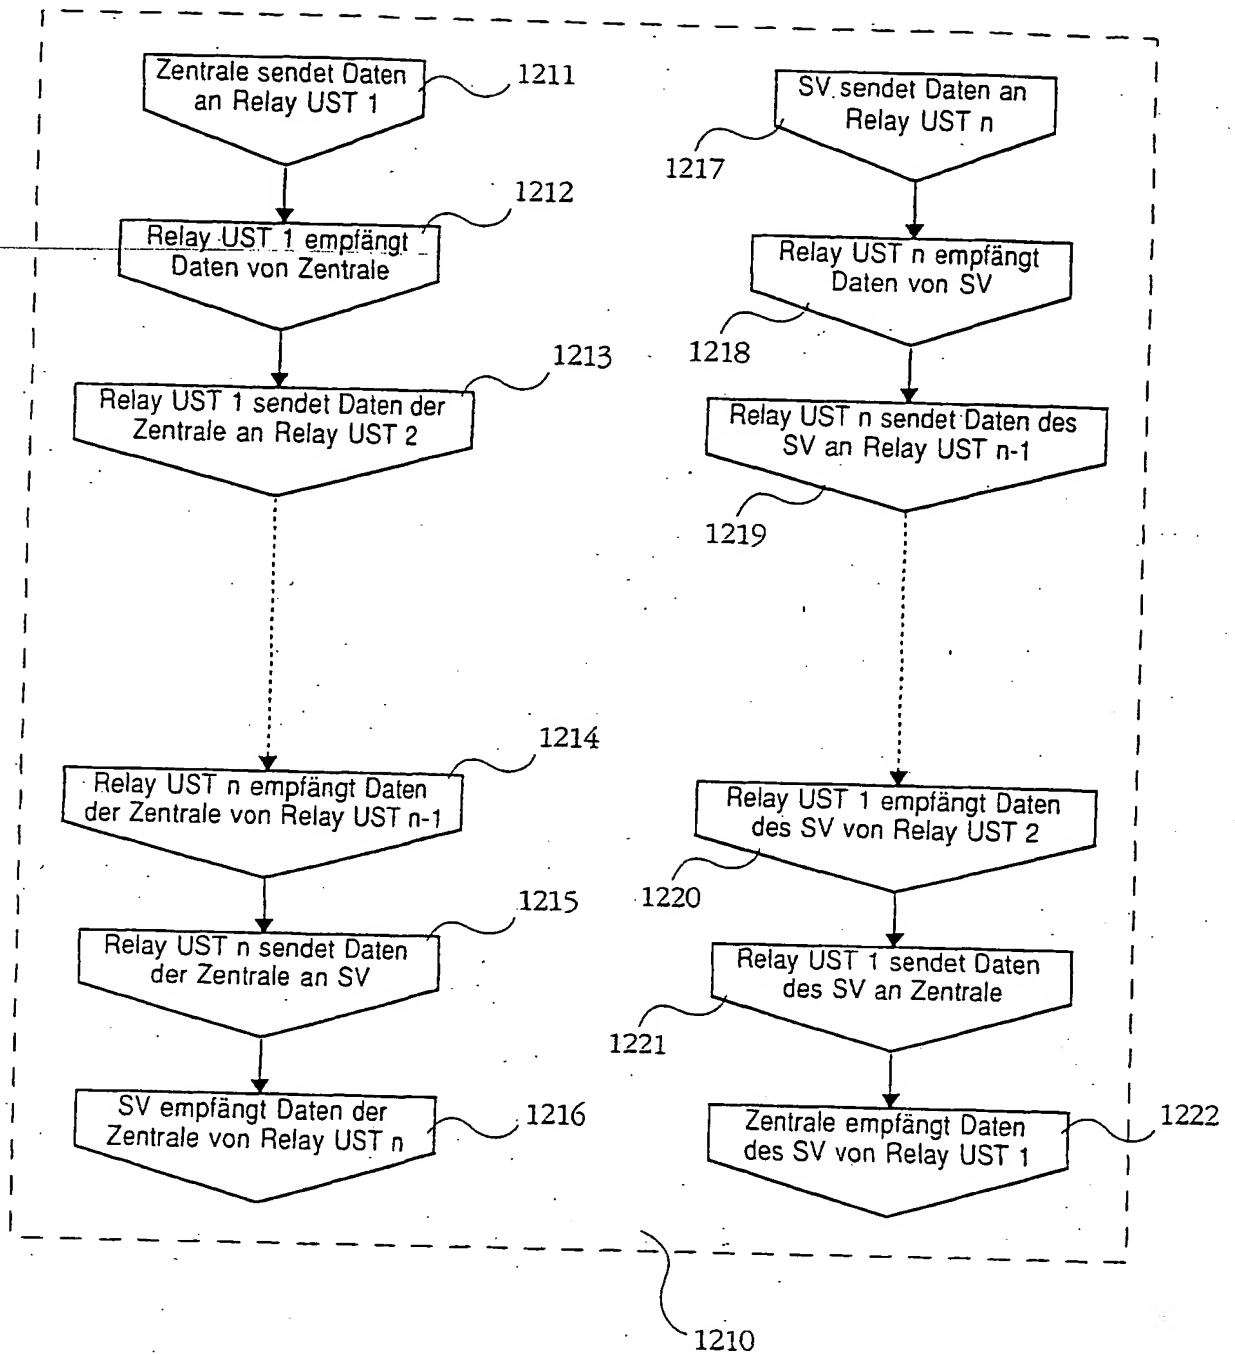 Zentrale sendet Daten
an Relay UST 1
1211
Relay UST 1 empfängt
Daten von Zentrale
1212
Relay UST 1 sendet Daten der
Zentrale an Relay UST 2
1213
Relay UST n empfängt Daten
der Zentrale von Relay UST n-1
1214
Relay UST n sendet Daten
der Zentrale an SV
1215
SV empfängt Daten der
Zentrale von Relay UST n
1216
SV sendet Daten an
Relay UST n
1217
Relay UST n empfängt
Daten von SV
1218
Relay UST n sendet Daten des
SV an Relay UST n-1
1219
Relay UST 1 empfängt Daten
des SV von Relay UST 2
1220
Relay UST 1 sendet Daten
des SV an Zentrale
1221
Zentrale empfängt Daten
des SV von Relay UST 1
1222
1210